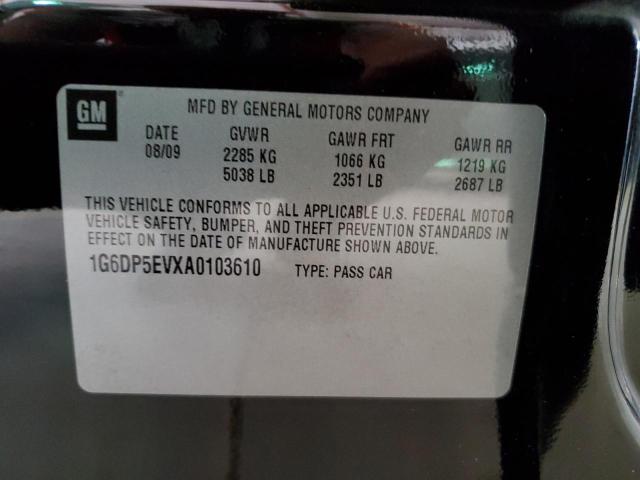 GM ®
MFD BY GENERAL MOTORS COMPANY
DATE GVWR GAWR FRT GAWR RR
08/09 2285 KG 1066 KG 1219 KG
5038 LB 2351 LB 2687 LB
THIS VEHICLE CONFORMS TO ALL APPLICABLE U.S. FEDERAL MOTOR
VEHICLE SAFETY, BUMPER, AND THEFT PREVENTION STANDARDS IN
EFFECT ON THE DATE OF MANUFACTURE SHOWN ABOVE.
1G6DP5EVXA0103610 TYPE: PASS CAR